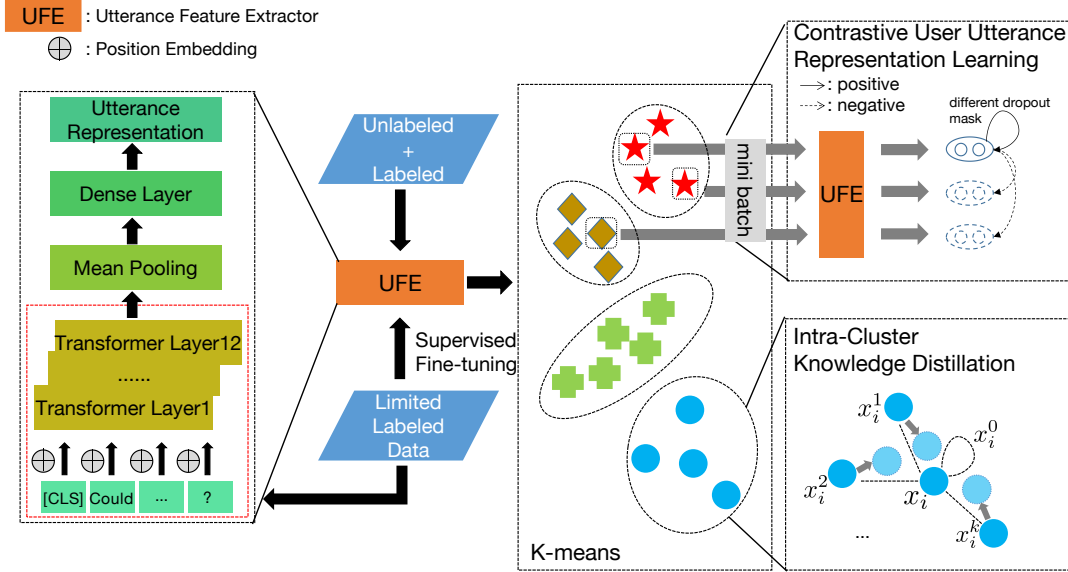 UFE : Utterance Feature Extractor
: Position Embedding
Utterance
Representation
Dense Layer
Mean Pooling
Transformer Layer12
......
Transformer Layer1
[CLS] Could ... ?
Unlabeled
+
Labeled
UFE
Supervised
Fine-tuning
Limited
Labeled
Data
K-means
mini batch
Contrastive User Utterance
Representation Learning
: positive
: negative
different dropout
mask
UFE
Intra-Cluster
Knowledge Distillation
$x_i^1$
$x_i^0$
$x_i^2$
$x_i$
$x_i^k$
...